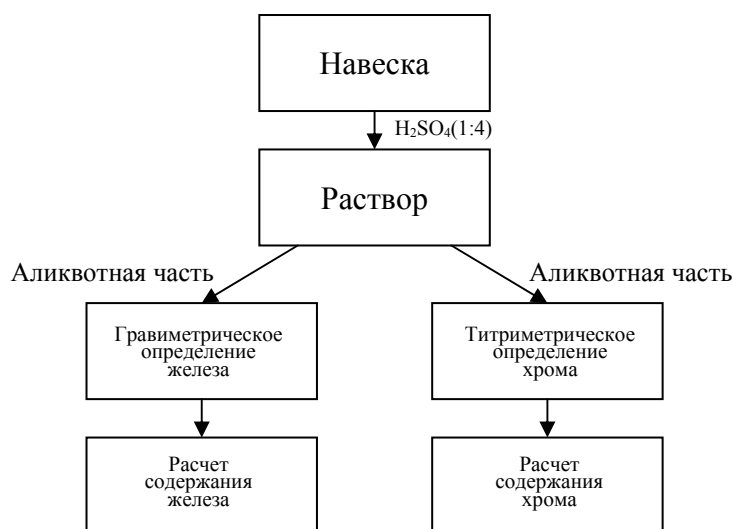 Навеска
H₂SO₄(1:4)
Раствор
Аликвотная часть
Аликвотная часть
Гравиметрическое
определение
железа
Титриметрическое
определение
хрома
Расчет
содержания
железа
Расчет
содержания
хрома